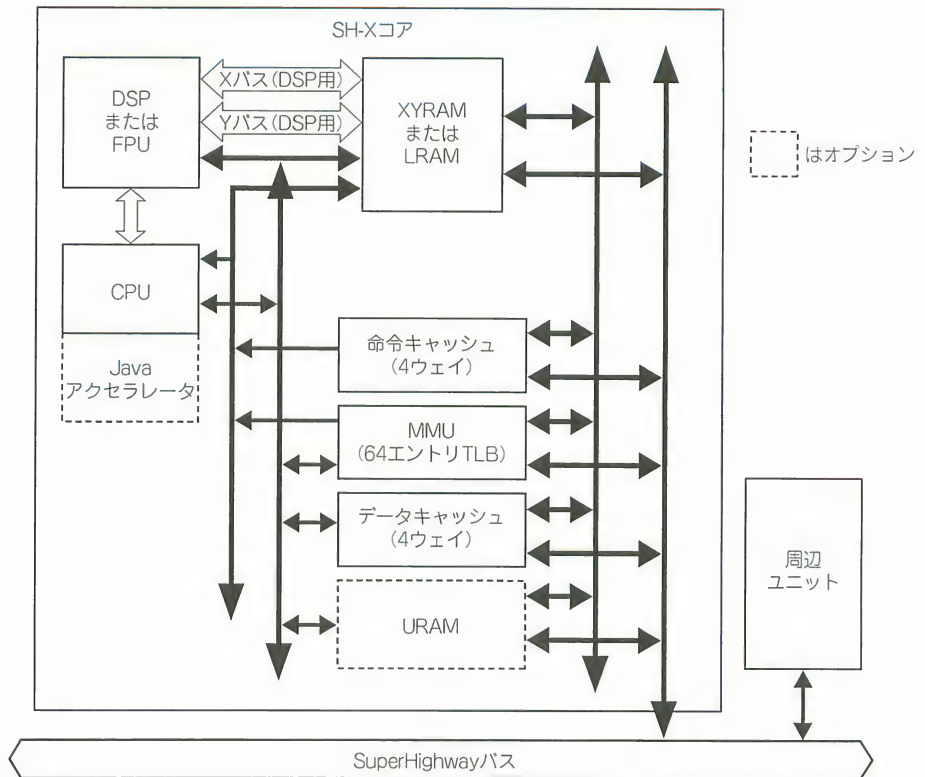 SH-Xコア
DSP
または
FPU
Xバス(DSP用)
Yバス(DSP用)
XYRAM
または
LRAM
はオプション
CPU
Java
アクセラレータ
命令キャッシュ
(4ウェイ)
MMU
(64エントリTLB)
データキャッシュ
(4ウェイ)
URAM
周辺
ユニット
SuperHighwayバス